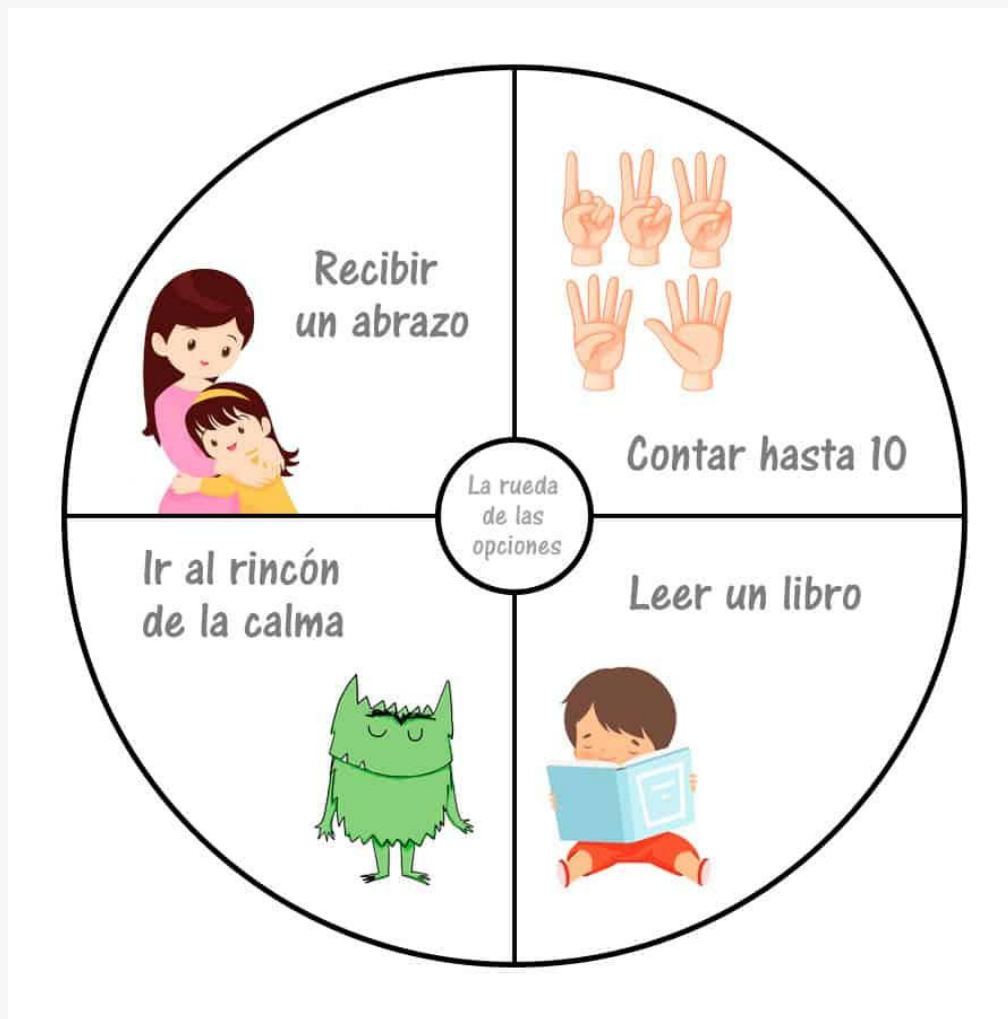 Recibir
un abrazo
Contar hasta 10
La rueda
de las
opciones
Ir al rincón
de la calma
Leer un libro